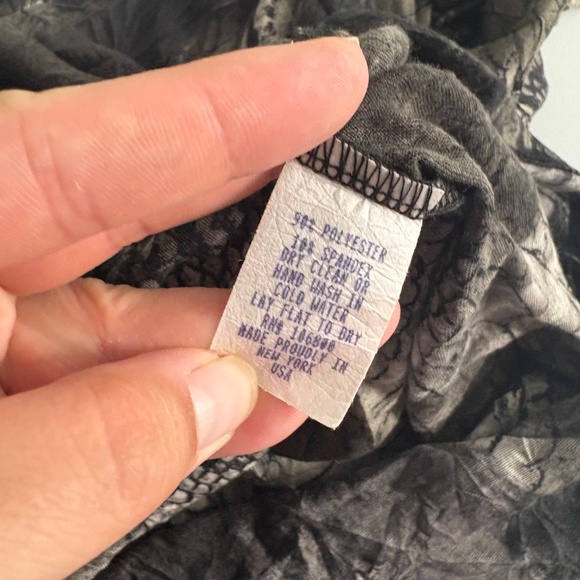 90% POLYESTER
10% SPANDEX
DRY CLEAN OR
HAND WASH IN
COLD WATER
LAY FLAT TO DRY
RN# 106800
MADE PROUDLY IN
NEW YORK
USA